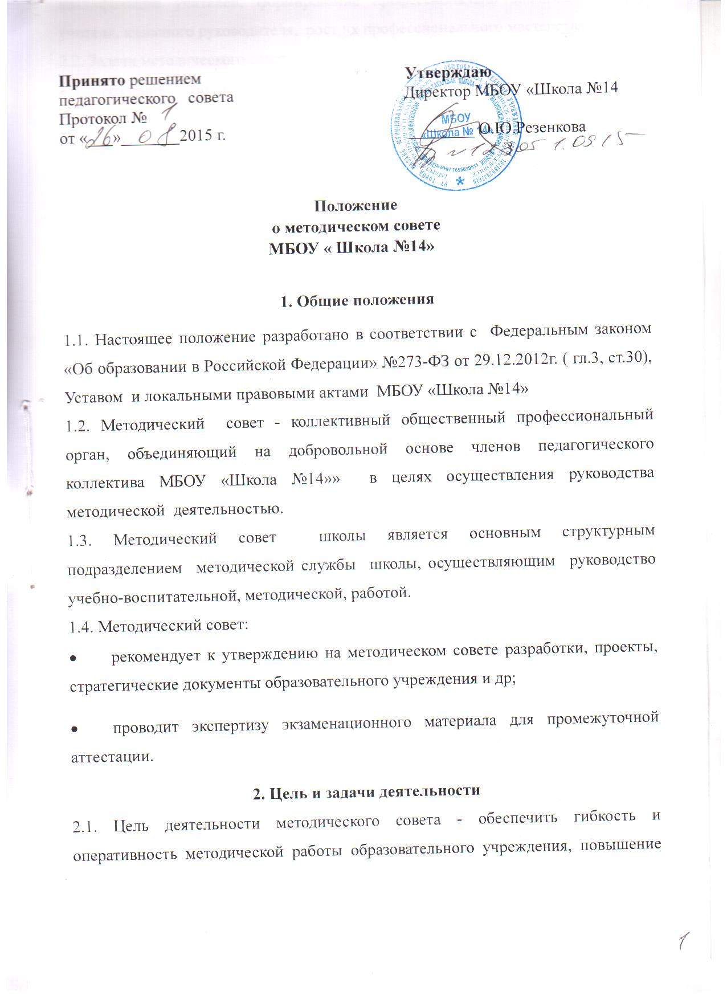 Принято решением
педагогического совета
Протокол № 1
от «26» 08 2015 г.
Утверждаю
Директор МБОУ «Школа №14
О.Ю.Резенкова
МБОУ
«Школа № 14»
ИНН 1655039811
Положение
о методическом совете
МБОУ « Школа №14»
1. Общие положения
1.1. Настоящее положение разработано в соответствии с Федеральным законом
«Об образовании в Российской Федерации» №273-ФЗ от 29.12.2012г. ( гл.3, ст.30),
Уставом и локальными правовыми актами МБОУ «Школа №14»
1.2. Методический совет - коллективный общественный профессиональный
орган, объединяющий на добровольной основе членов педагогического
коллектива МБОУ «Школа №14»» в целях осуществления руководства
методической деятельностью.
1.3. Методический совет школы является основным структурным
подразделением методической службы школы, осуществляющим руководство
учебно-воспитательной, методической, работой.
1.4. Методический совет:
• рекомендует к утверждению на методическом совете разработки, проекты,
стратегические документы образовательного учреждения и др;
• проводит экспертизу экзаменационного материала для промежуточной
аттестации.
2. Цель и задачи деятельности
2.1. Цель деятельности методического совета - обеспечить гибкость и
оперативность методической работы образовательного учреждения, повышение
1